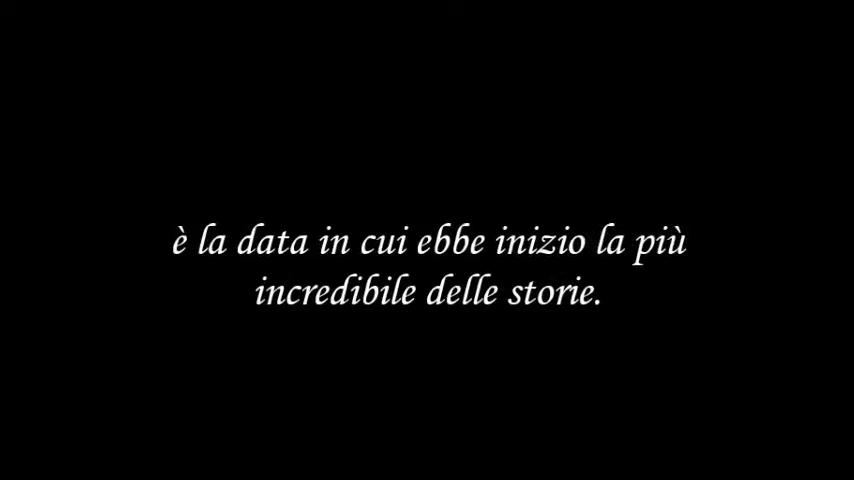 è la data in cui ebbe inizio la più
incredibile delle storie.